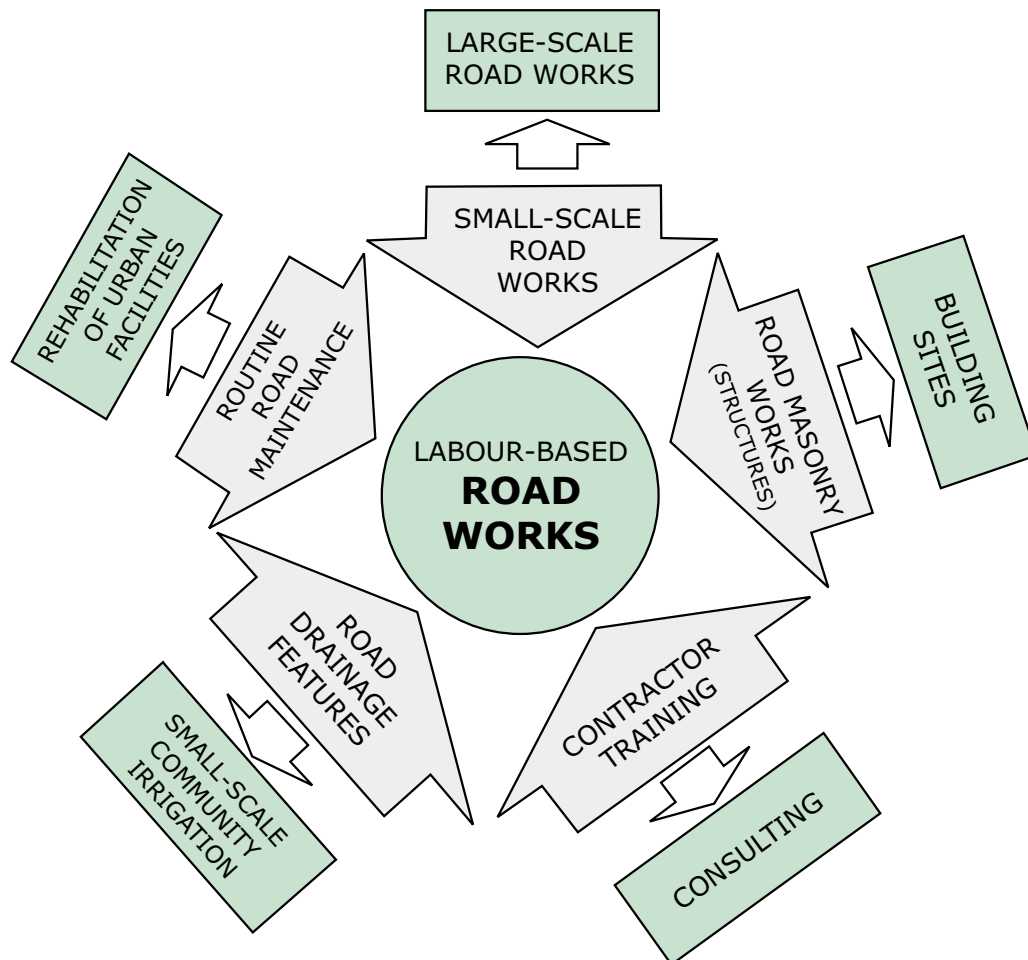 LARGE-SCALE
ROAD WORKS
SMALL-SCALE
ROAD
WORKS
REHABILITATION
OF URBAN
FACILITIES
ROUTINE
ROAD
MAINTENANCE
ROAD MASONRY
WORKS
(STRUCTURES)
BUILDING
SITES
LABOUR-BASED
ROAD
WORKS
ROAD
DRAINAGE
FEATURES
CONTRACTOR
TRAINING
SMALL-SCALE
COMMUNITY
IRRIGATION
CONSULTING